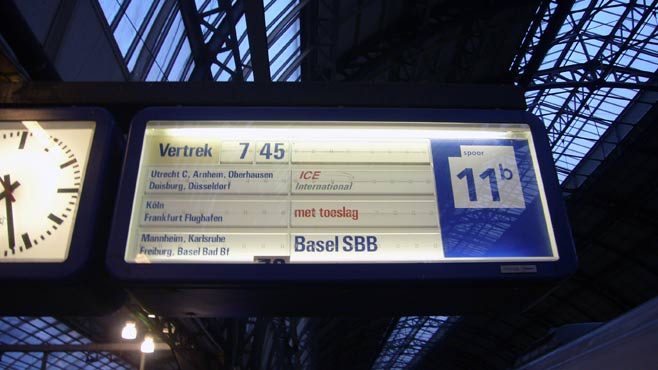 Vertrek 7 45
Utrecht C, Arnhem, Oberhausen
Duisburg, Düsseldorf
ICE
International
Köln
Frankfurt Flughafen
met toeslag
Mannheim, Karlsruhe
Freiburg, Basel Bad Bf
Basel SBB
spoor
11b